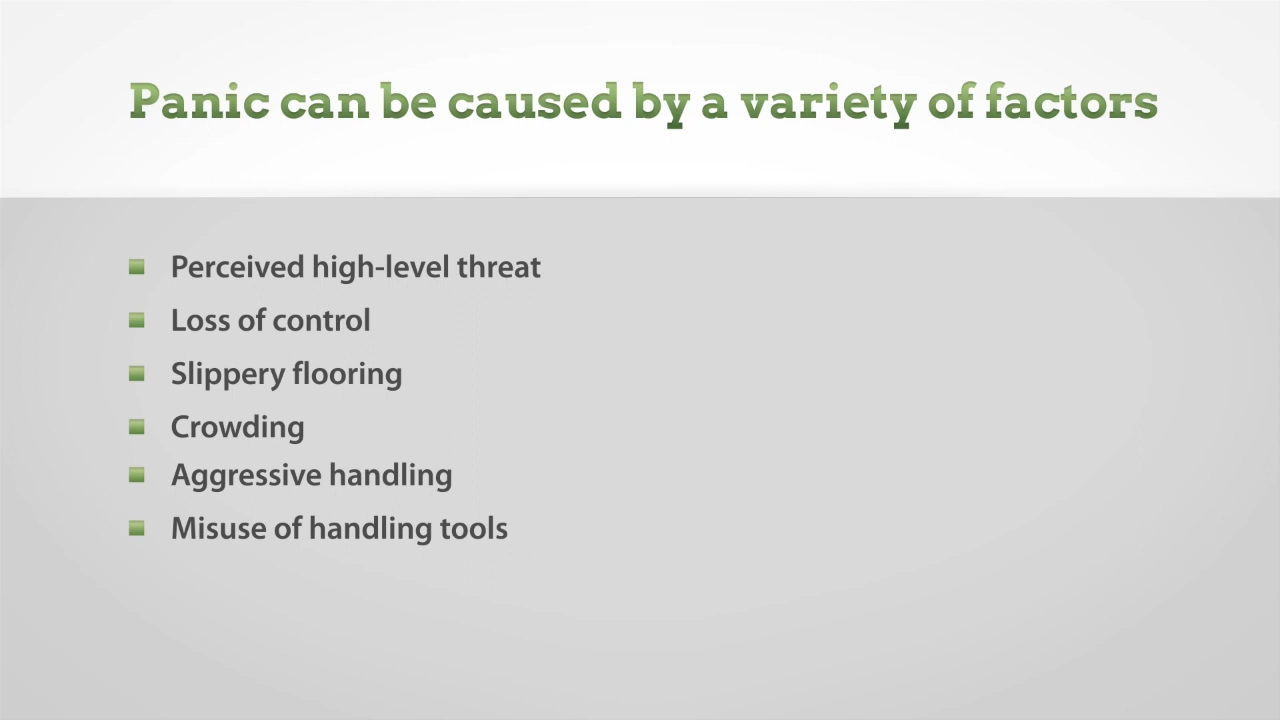 Panic can be caused by a variety of factors
Perceived high-level threat
Loss of control
Slippery flooring
Crowding
Aggressive handling
Misuse of handling tools